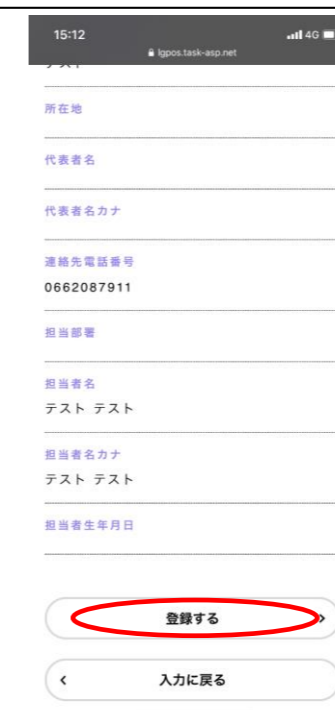 15:12
4G
lgpos.task-asp.net
所在地
代表者名
代表者名カナ
連絡先電話番号
0662087911
担当部署
担当者名
テスト テスト
担当者名カナ
テスト テスト
担当者生年月日
登録する
入力に戻る